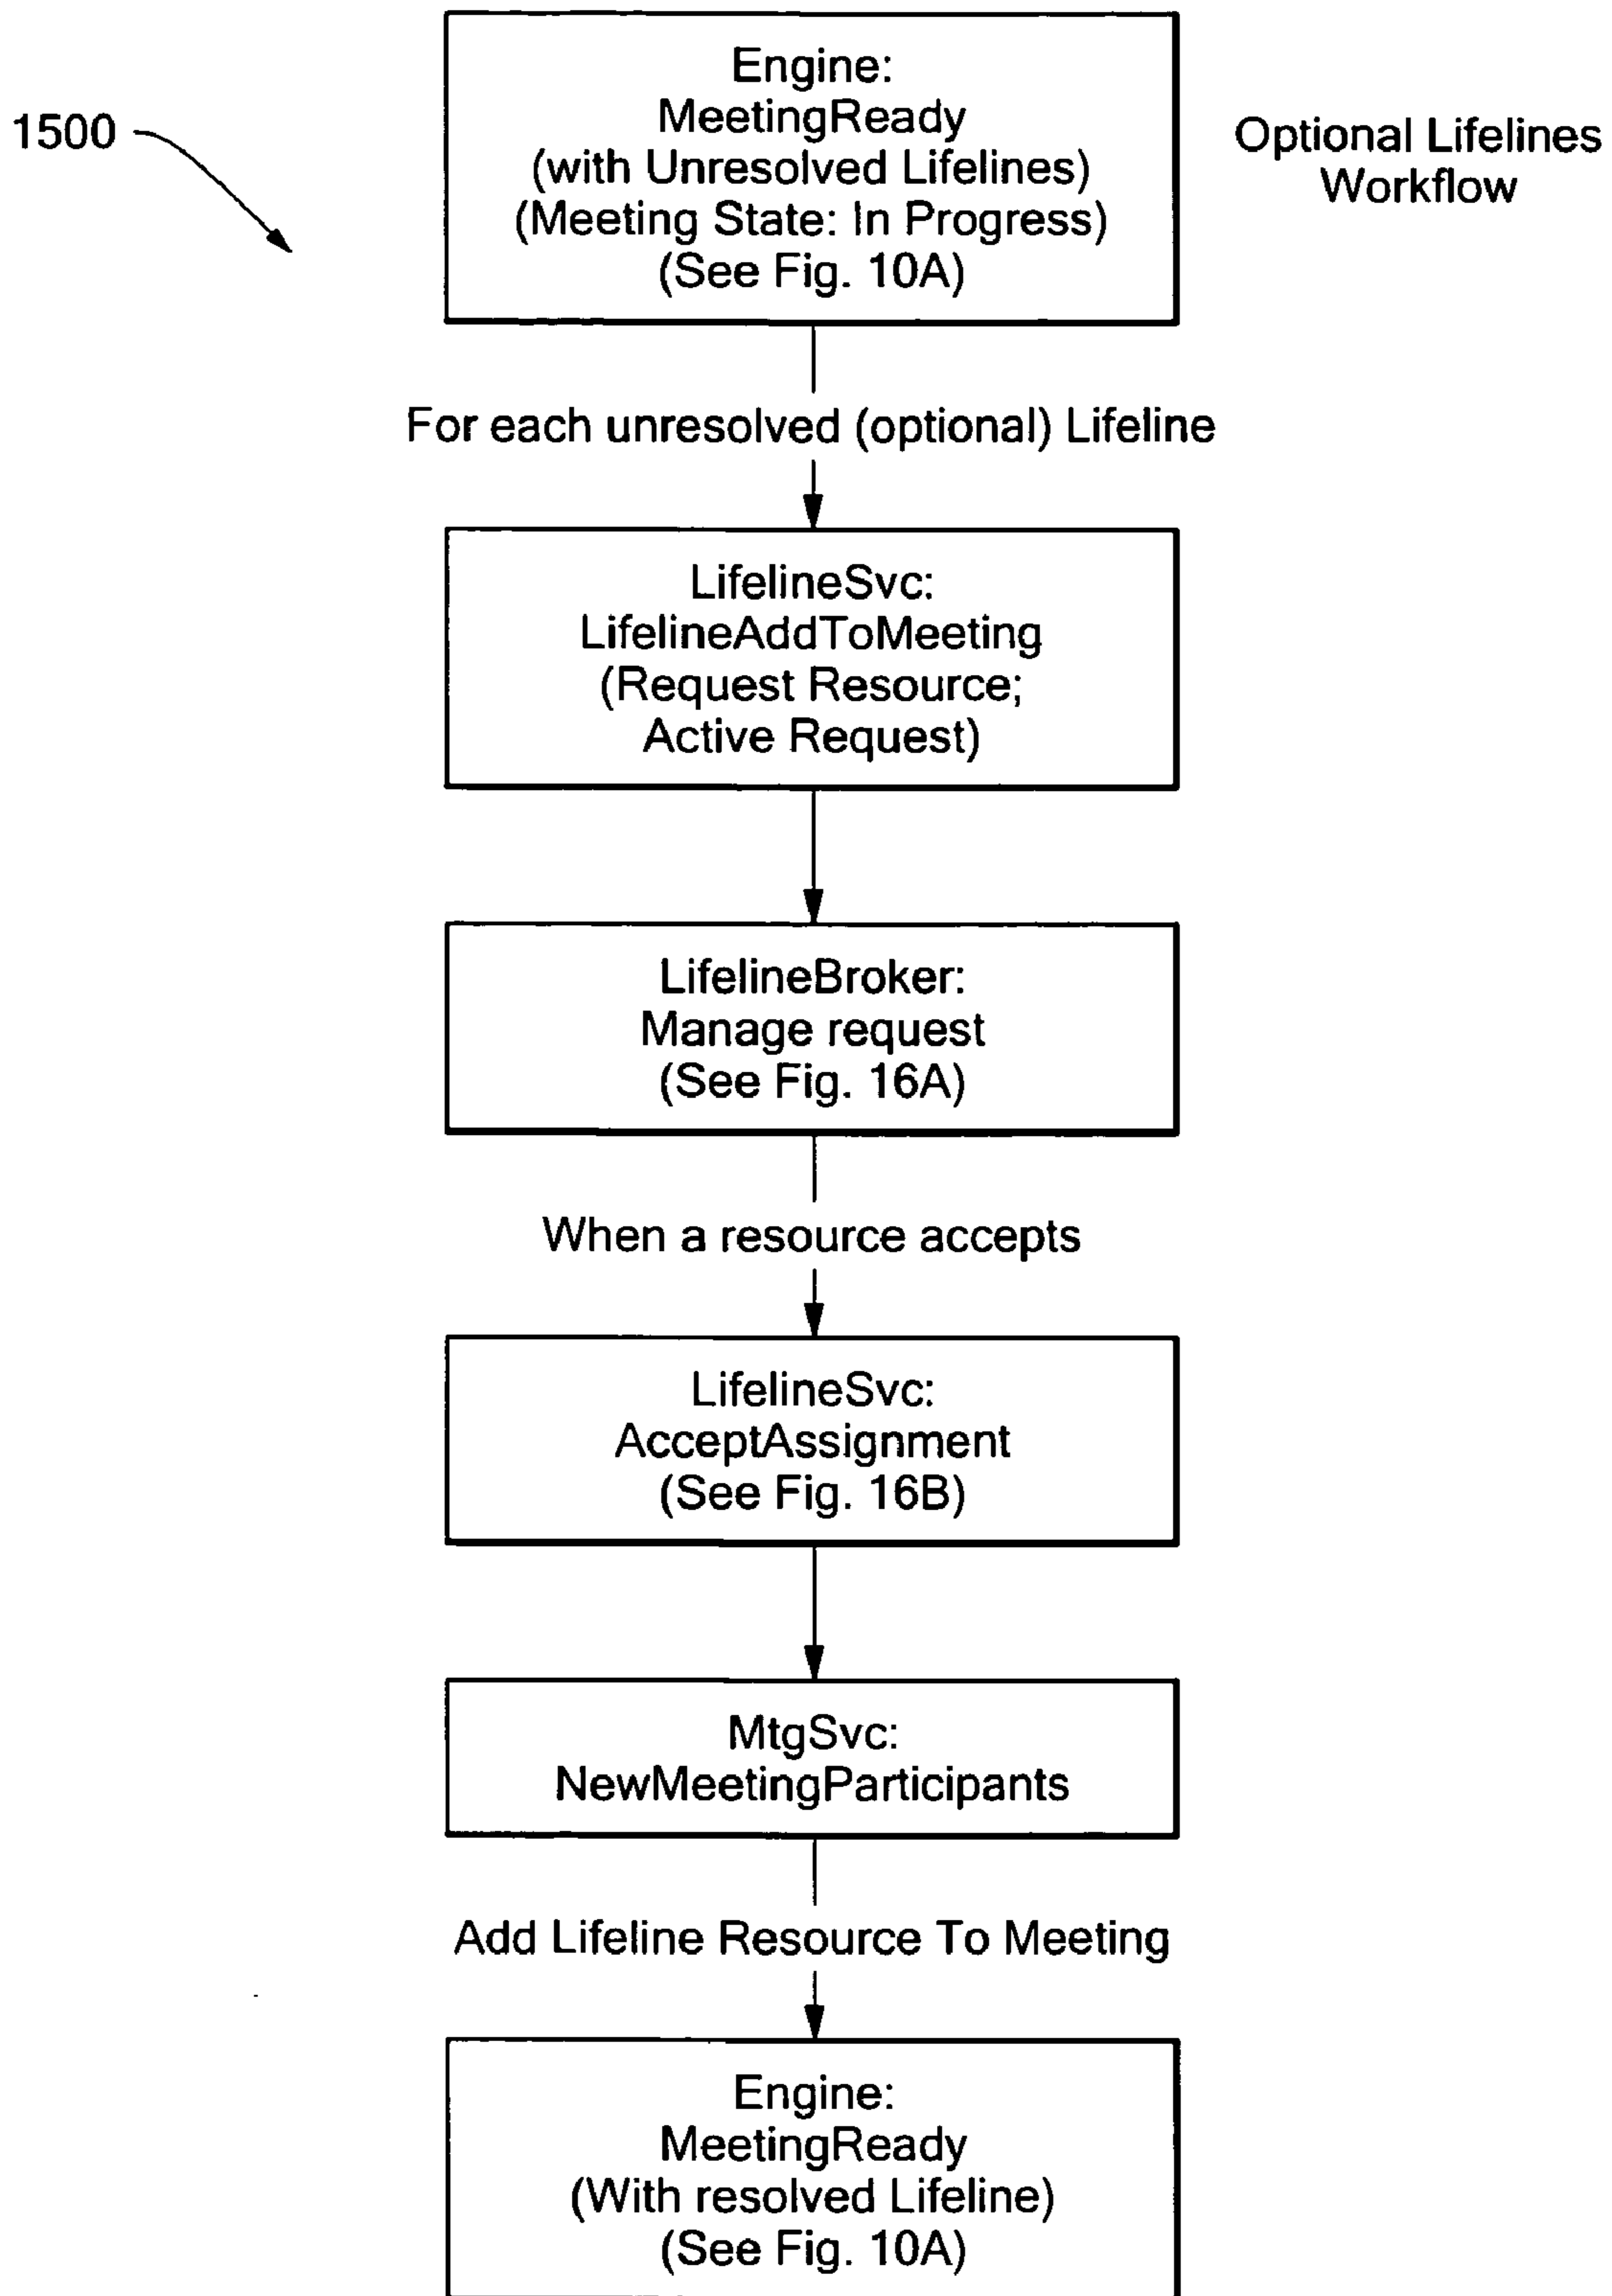 1500
Engine:
MeetingReady
(with Unresolved Lifelines)
(Meeting State: In Progress)
(See Fig. 10A)
Optional Lifelines
Workflow
For each unresolved (optional) Lifeline
LifelineSvc:
LifelineAddToMeeting
(Request Resource;
Active Request)
LifelineBroker:
Manage request
(See Fig. 16A)
When a resource accepts
LifelineSvc:
AcceptAssignment
(See Fig. 16B)
MtgSvc:
NewMeetingParticipants
Add Lifeline Resource To Meeting
Engine:
MeetingReady
(With resolved Lifeline)
(See Fig. 10A)